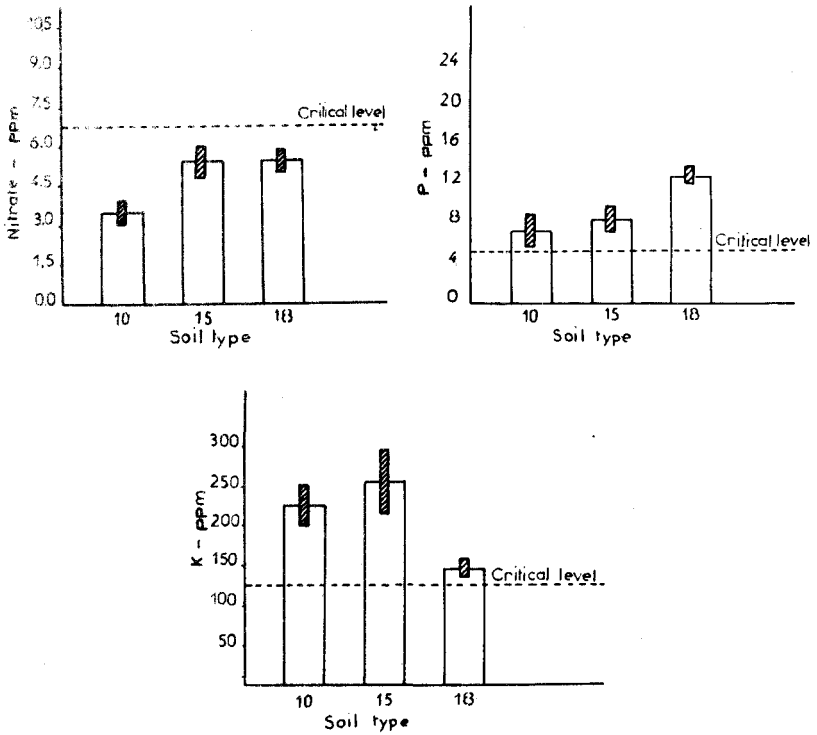 10.5
9.0
7.5
6.0
4.5
3.0
1.5
0.0
Nitrate - ppm
Critical level
10 15 18
Soil type
24
20
16
12
8
4
0
P - ppm
Critical level
10 15 18
Soil type
300
250
200
150
100
50
K - ppm
Critical level
10 15 18
Soil type